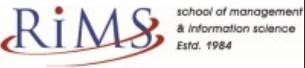 RiMS
school of management
& information science
Estd. 1984